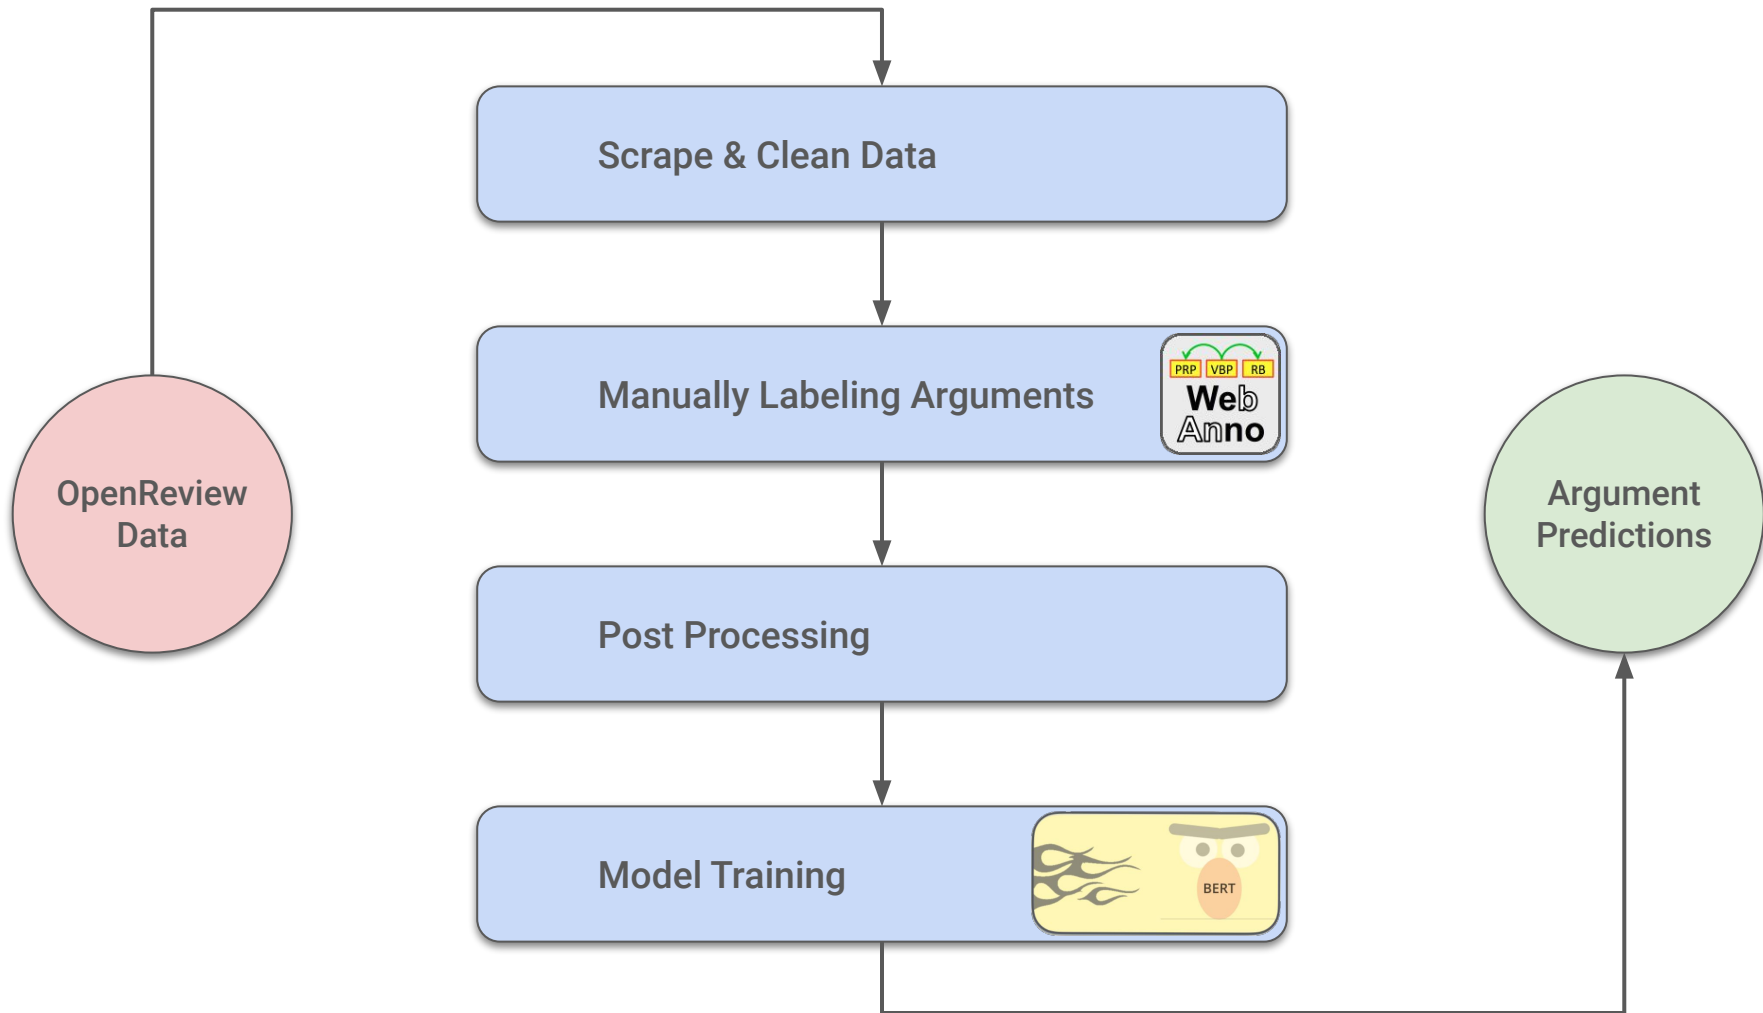 Scrape & Clean Data
Manually Labeling Arguments
PRP VBP RB
Web
Anno
OpenReview
Data
Argument
Predictions
Post Processing
Model Training
BERT